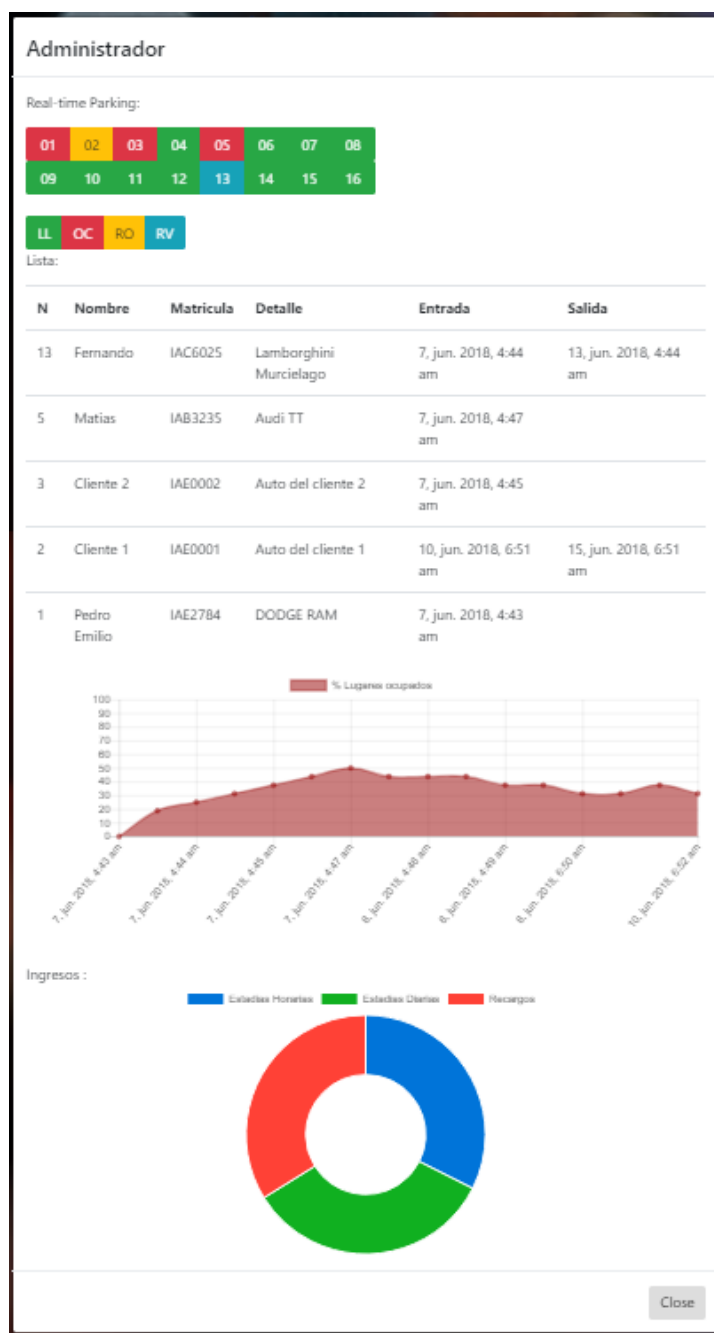 Administrador
Real-time Parking:
01 02 03 04 05 06 07 08
09 10 11 12 13 14 15 16
LL OC RO RV
Lista:
N Nombre Matricula Detalle Entrada Salida
13 Fernando IAC6025 Lamborghini 7, jun. 2018, 4:44 13, jun. 2018, 4:44
Murcielago am am
5 Matias IAB3235 Audi TT 7, jun. 2018, 4:47
am
3 Cliente 2 IAE0002 Auto del cliente 2 7, jun. 2018, 4:45
am
2 Cliente 1 IAE0001 Auto del cliente 1 10, jun. 2018, 6:51 15, jun. 2018, 6:51
am am
1 Pedro IAE2784 DODGE RAM 7, jun. 2018, 4:43
Emilio am
% Lugares ocupados
100
90
80
70
60
50
40
30
20
10
0
7, jun. 2018, 4:43 am
7, jun. 2018, 4:44 am
7, jun. 2018, 4:45 am
7, jun. 2018, 4:47 am
8, jun. 2018, 4:48 am
8, jun. 2018, 4:49 am
8, jun. 2018, 6:50 am
10, jun. 2018, 6:52 am
Ingresos :
Estadías Horarias Estadías Diarias Recargos
Close